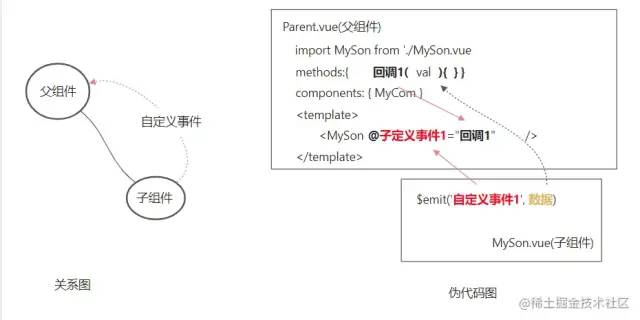 父组件
自定义事件
子组件
关系图
Parent.vue(父组件)
import MySon from './MySon.vue
methods:{ 回调1( val ){ } }
components: { MyCom }
<template>
<MySon @子定义事件1="回调1" />
</template>
$emit('自定义事件1', 数据)
MySon.vue(子组件)
伪代码图
@稀土掘金技术社区